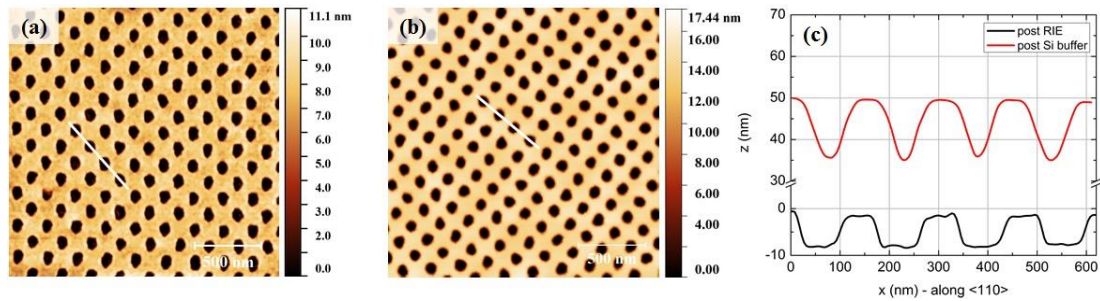 (a)
11.1 nm
10.0
9.0
8.0
7.0
6.0
5.0
4.0
3.0
2.0
1.0
0.0
500 nm
(b)
17.44 nm
16.00
14.00
12.00
10.00
8.00
6.00
4.00
16.00
0.00
500 nm
(c)
post RIE
post Si buffer
70
60
50
40
30
0
-10
z (nm)
0 100 200 300 400 500 600
x (nm) - along <110>